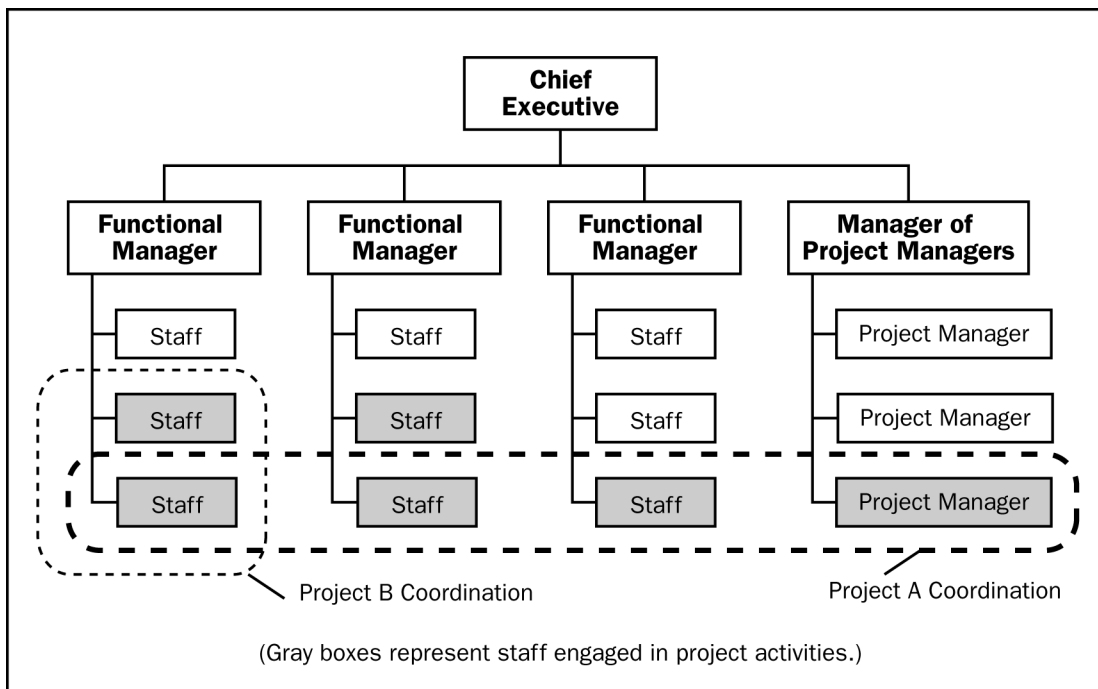 Chief
Executive
Functional
Manager
Functional
Manager
Functional
Manager
Manager of
Project Managers
Staff
Staff
Staff
Project Manager
Staff
Staff
Staff
Project Manager
Staff
Staff
Staff
Project Manager
Project B Coordination
Project A Coordination
(Gray boxes represent staff engaged in project activities.)